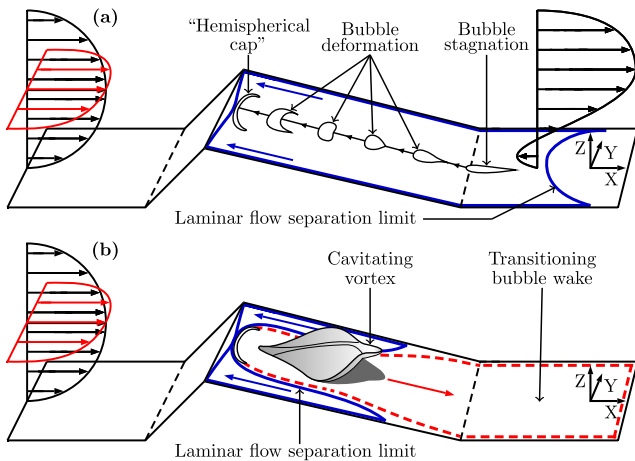 (a)
“Hemispherical
cap”
Bubble
deformation
Bubble
stagnation
Z
Y
X
Laminar flow separation limit
(b)
Cavitating
vortex
Transitioning
bubble wake
Z
Y
X
Laminar flow separation limit